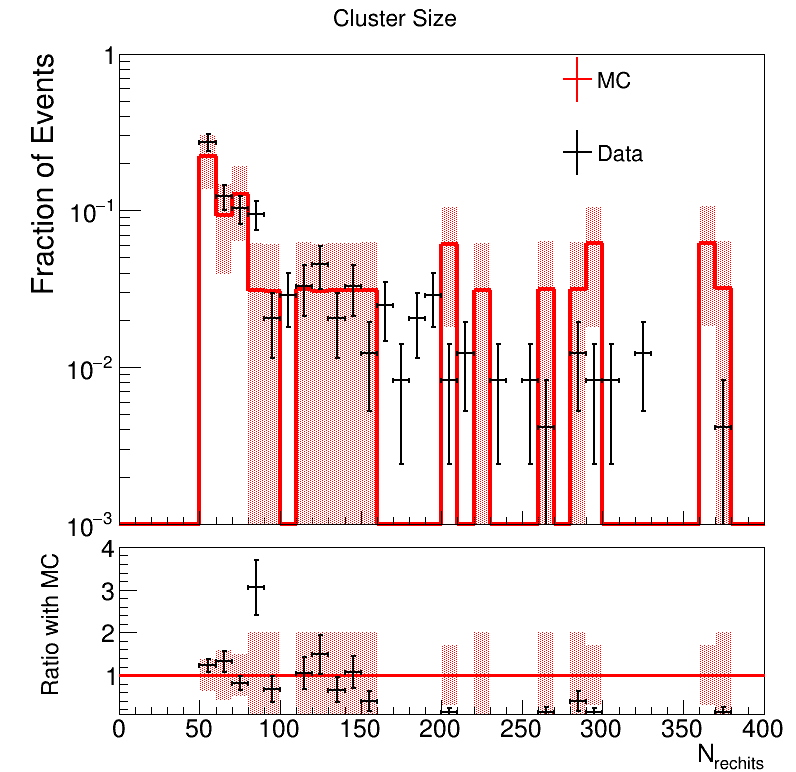 Cluster Size
Fraction of Events
1
10⁻¹
10⁻²
10⁻³
MC
Data
Ratio with MC
4
3
2
1
0 50 100 150 200 250 300 350 400
N_rechits